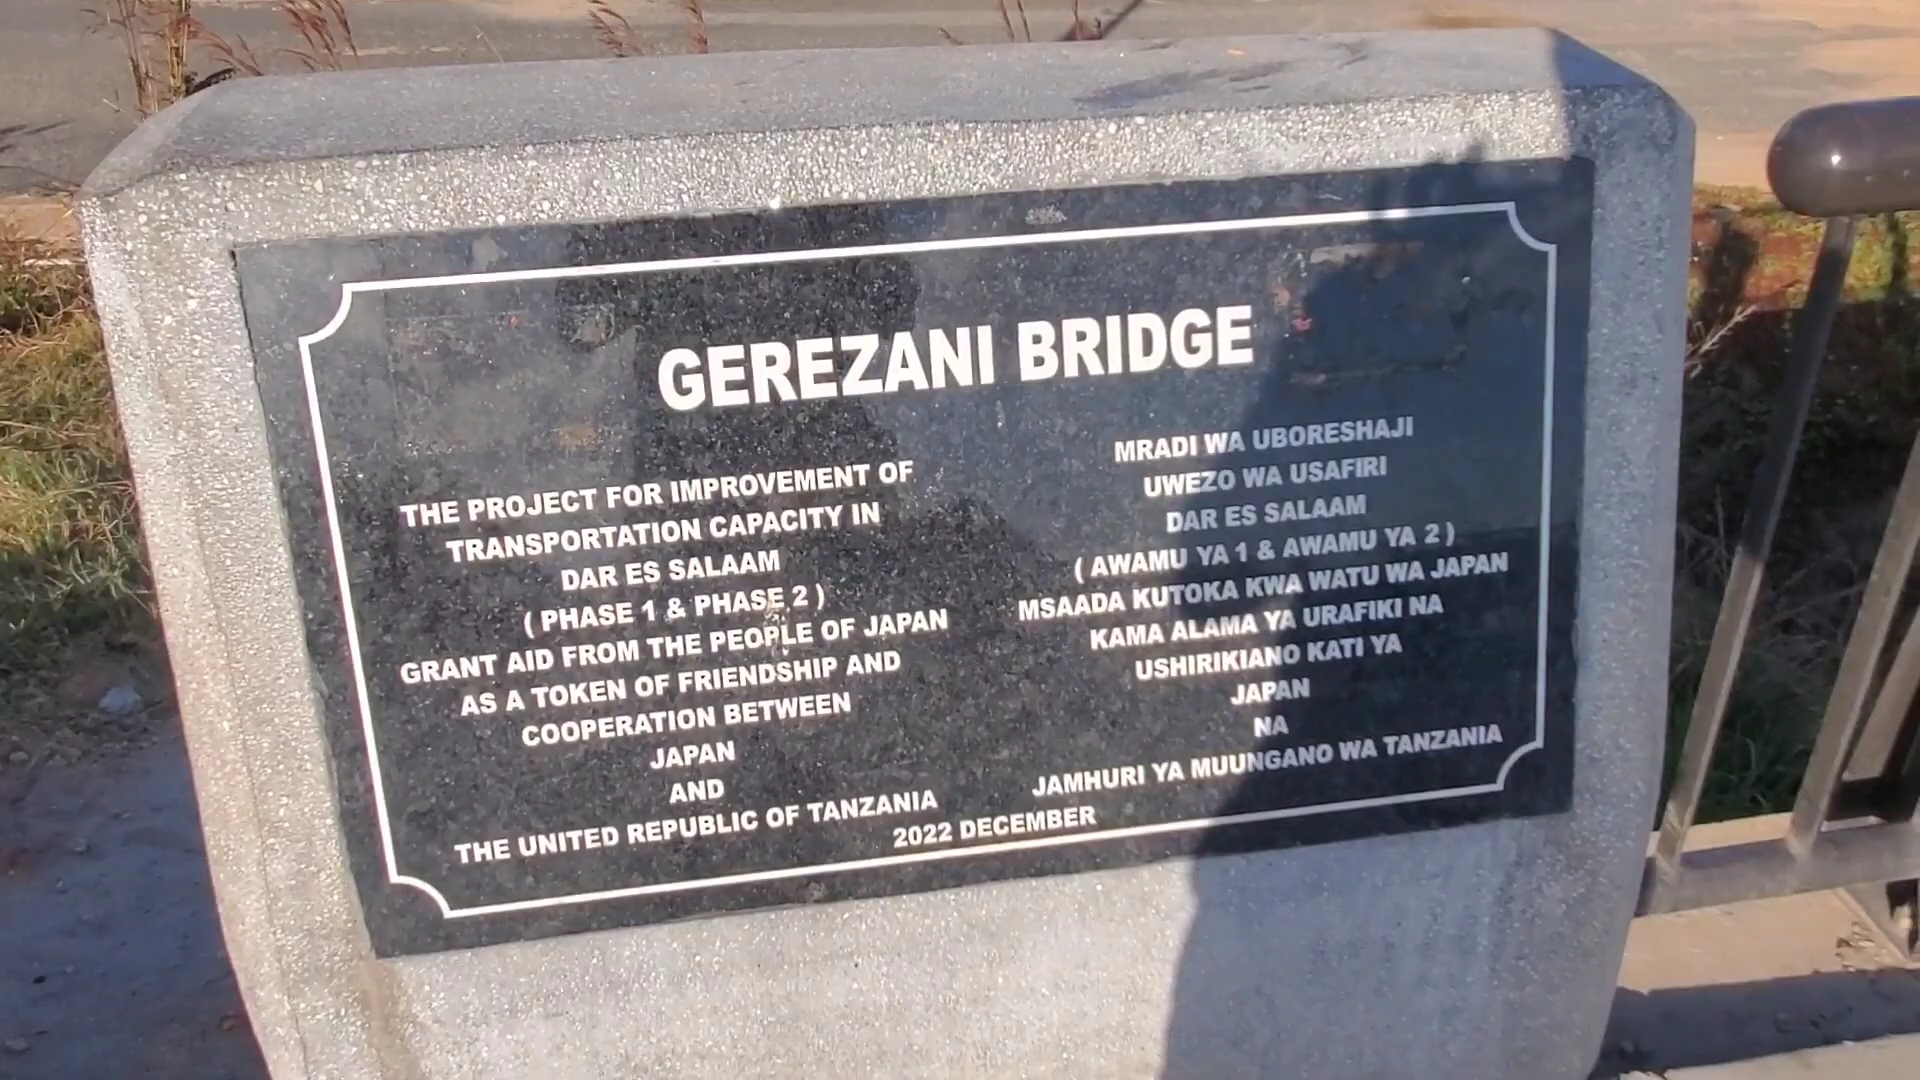 GEREZANI BRIDGE
THE PROJECT FOR IMPROVEMENT OF
TRANSPORTATION CAPACITY IN
DAR ES SALAAM
( PHASE 1 & PHASE 2 )
GRANT AID FROM THE PEOPLE OF JAPAN
AS A TOKEN OF FRIENDSHIP AND
COOPERATION BETWEEN
JAPAN
AND
THE UNITED REPUBLIC OF TANZANIA
MRADI WA UBORESHAJI
UWEZO WA USAFIRI
DAR ES SALAAM
( AWAMU YA 1 & AWAMU YA 2 )
MSAADA KUTOKA KWA WATU WA JAPAN
KAMA ALAMA YA URAFIKI NA
USHIRIKIANO KATI YA
JAPAN
NA
JAMHURI YA MUUNGANO WA TANZANIA
2022 DECEMBER